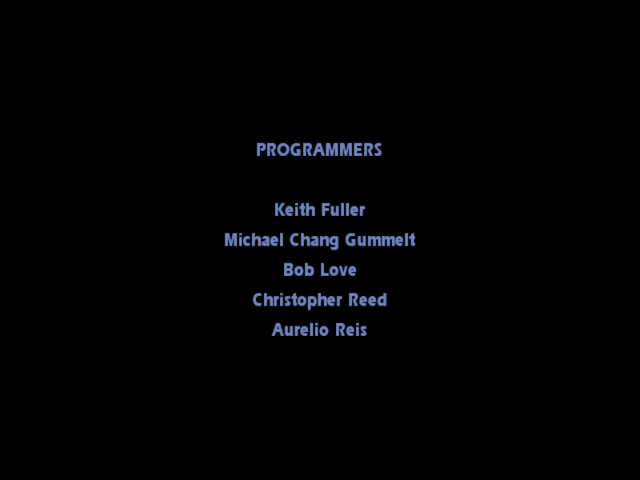 PROGRAMMERS
Keith Fuller
Michael Chang Gummelt
Bob Love
Christopher Reed
Aurelio Reis